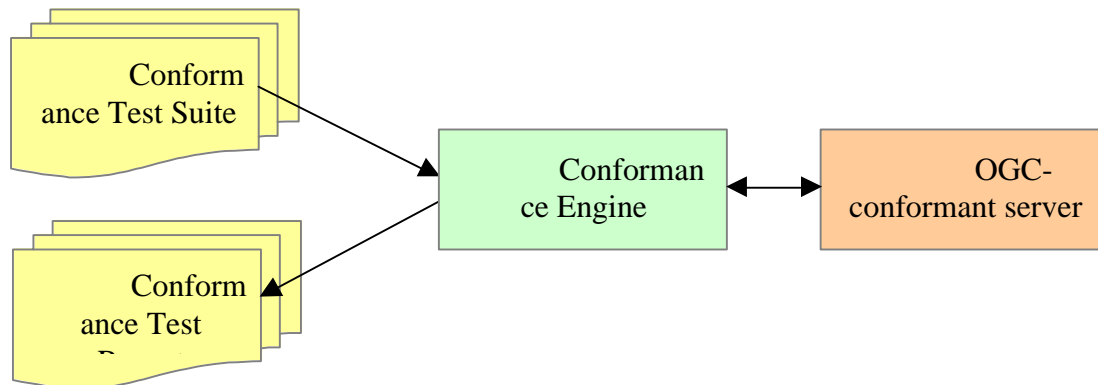 Conform
ance Test Suite
Conforman
ce Engine
OGC-
conformant server
Conform
ance Test